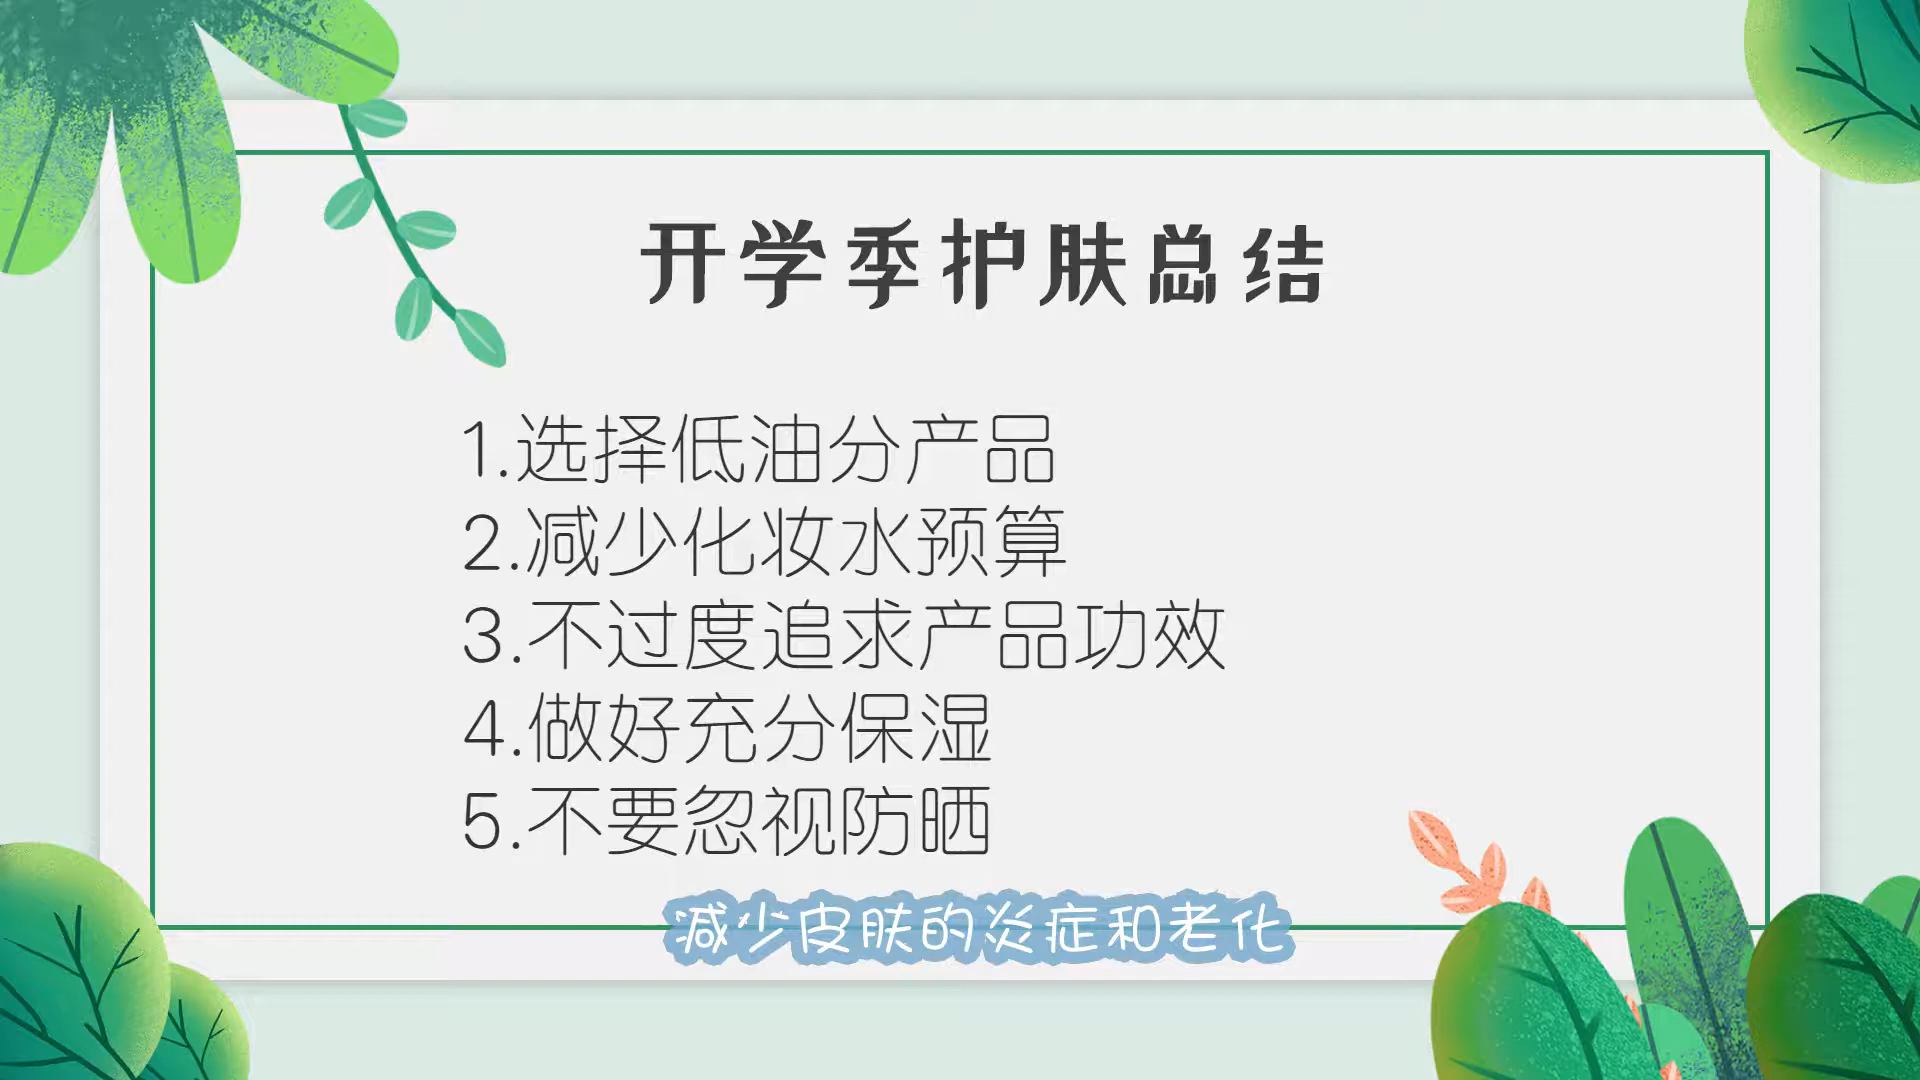 开学季护肤总结
1.选择低油分产品
2.减少化妆水预算
3.不过度追求产品功效
4.做好充分保湿
5.不要忽视防晒
减少皮肤的炎症和老化